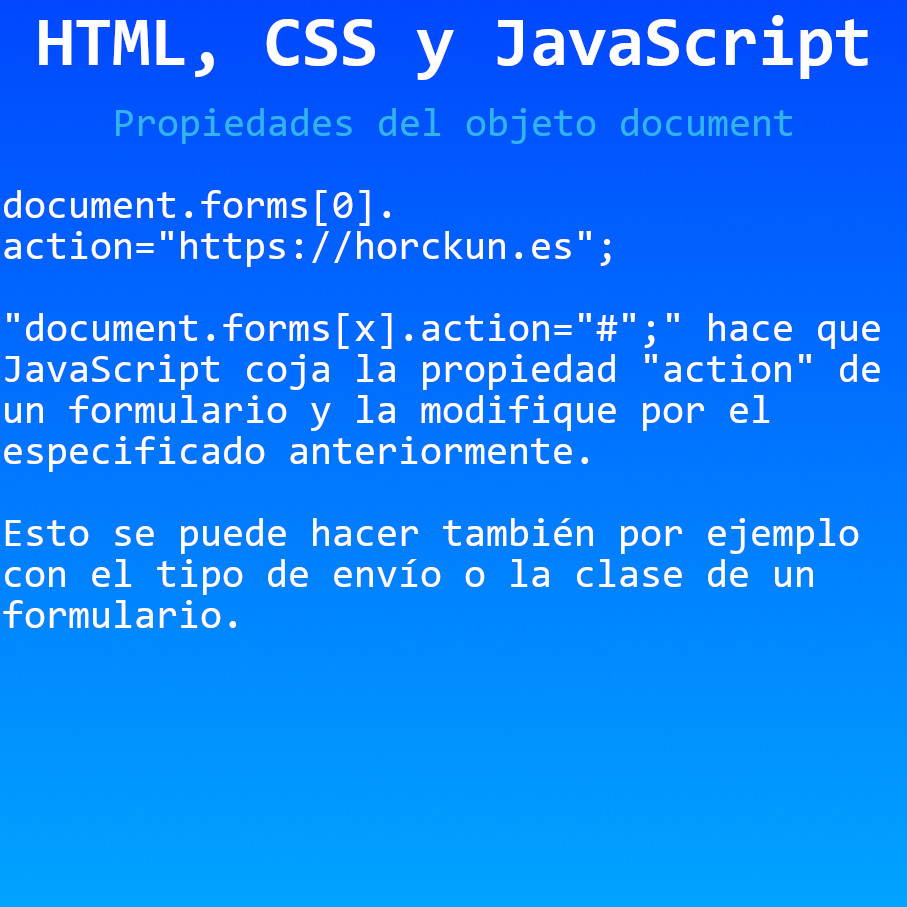 HTML, CSS y JavaScript
Propiedades del objeto document
document.forms[0].
action="https://horckun.es";
"document.forms[x].action="#";" hace que
JavaScript coja la propiedad "action" de
un formulario y la modifique por el
especificado anteriormente.
Esto se puede hacer también por ejemplo
con el tipo de envío o la clase de un
formulario.